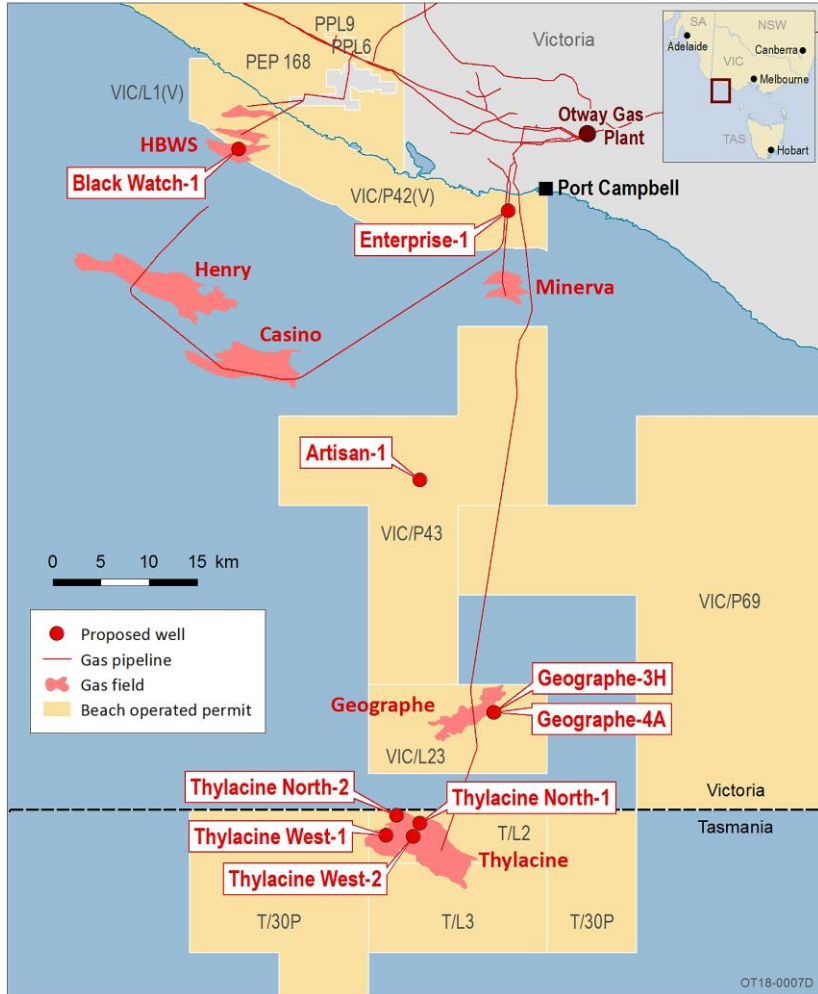 PPL9
PPL6
PEP 168
Victoria
VIC/L1(V)
SA
NSW
Adelaide
Canberra
VIC
Melbourne
TAS
Hobart
Otway Gas
Plant
HBWS
Black Watch-1
VIC/P42(V)
Port Campbell
Enterprise-1
Henry
Minerva
Casino
Artisan-1
VIC/P43
0 5 10 15 km
VIC/P69
Proposed well
Gas pipeline
Gas field
Beach operated permit
Geographe
Geographe-3H
Geographe-4A
VIC/L23
Thylacine North-2
Thylacine North-1
Victoria
Tasmania
Thylacine West-1
T/L2
Thylacine
Thylacine West-2
T/30P
T/L3
T/30P
OT18-0007D